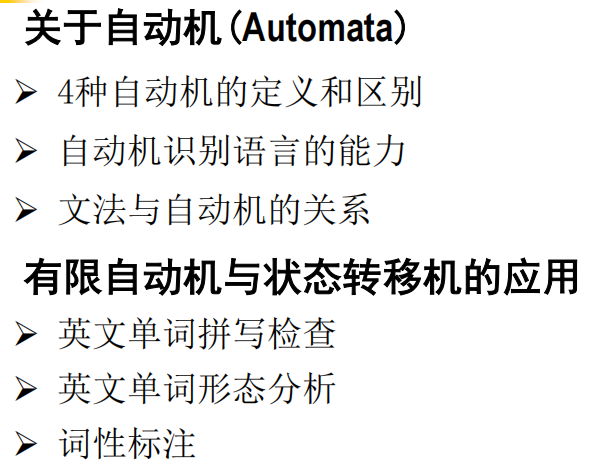 关于自动机(Automata)
➢ 4种自动机的定义和区别
➢ 自动机识别语言的能力
➢ 文法与自动机的关系
有限自动机与状态转移机的应用
➢ 英文单词拼写检查
➢ 英文单词形态分析
➢ 词性标注